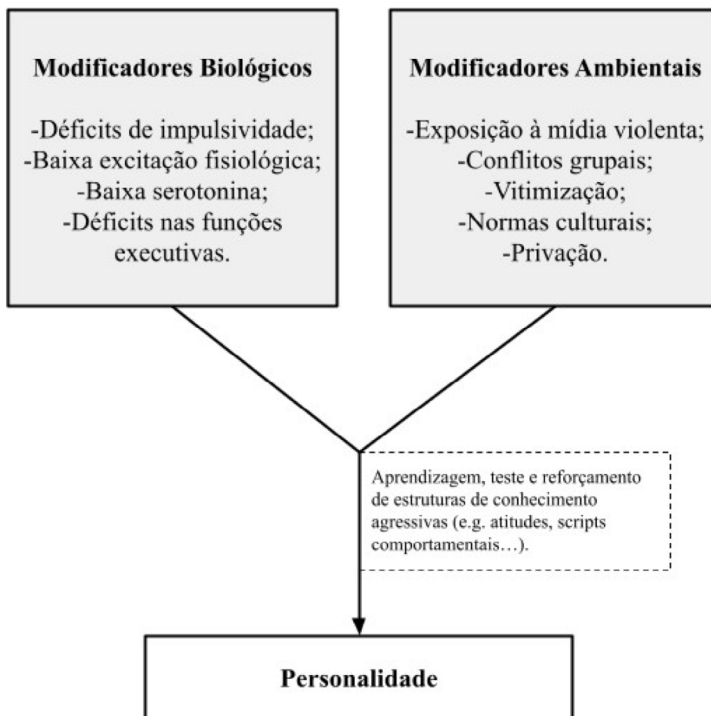 Modificadores Biológicos
-Déficits de impulsividade;
-Baixa excitação fisiológica;
-Baixa serotonina;
-Déficits nas funções
executivas.
Modificadores Ambientais
-Exposição à mídia violenta;
-Conflitos grupais;
-Vitimização;
-Normas culturais;
-Privação.
Aprendizagem, teste e reforçamento
de estruturas de conhecimento
agressivas (e.g. atitudes, scripts
comportamentais…).
Personalidade